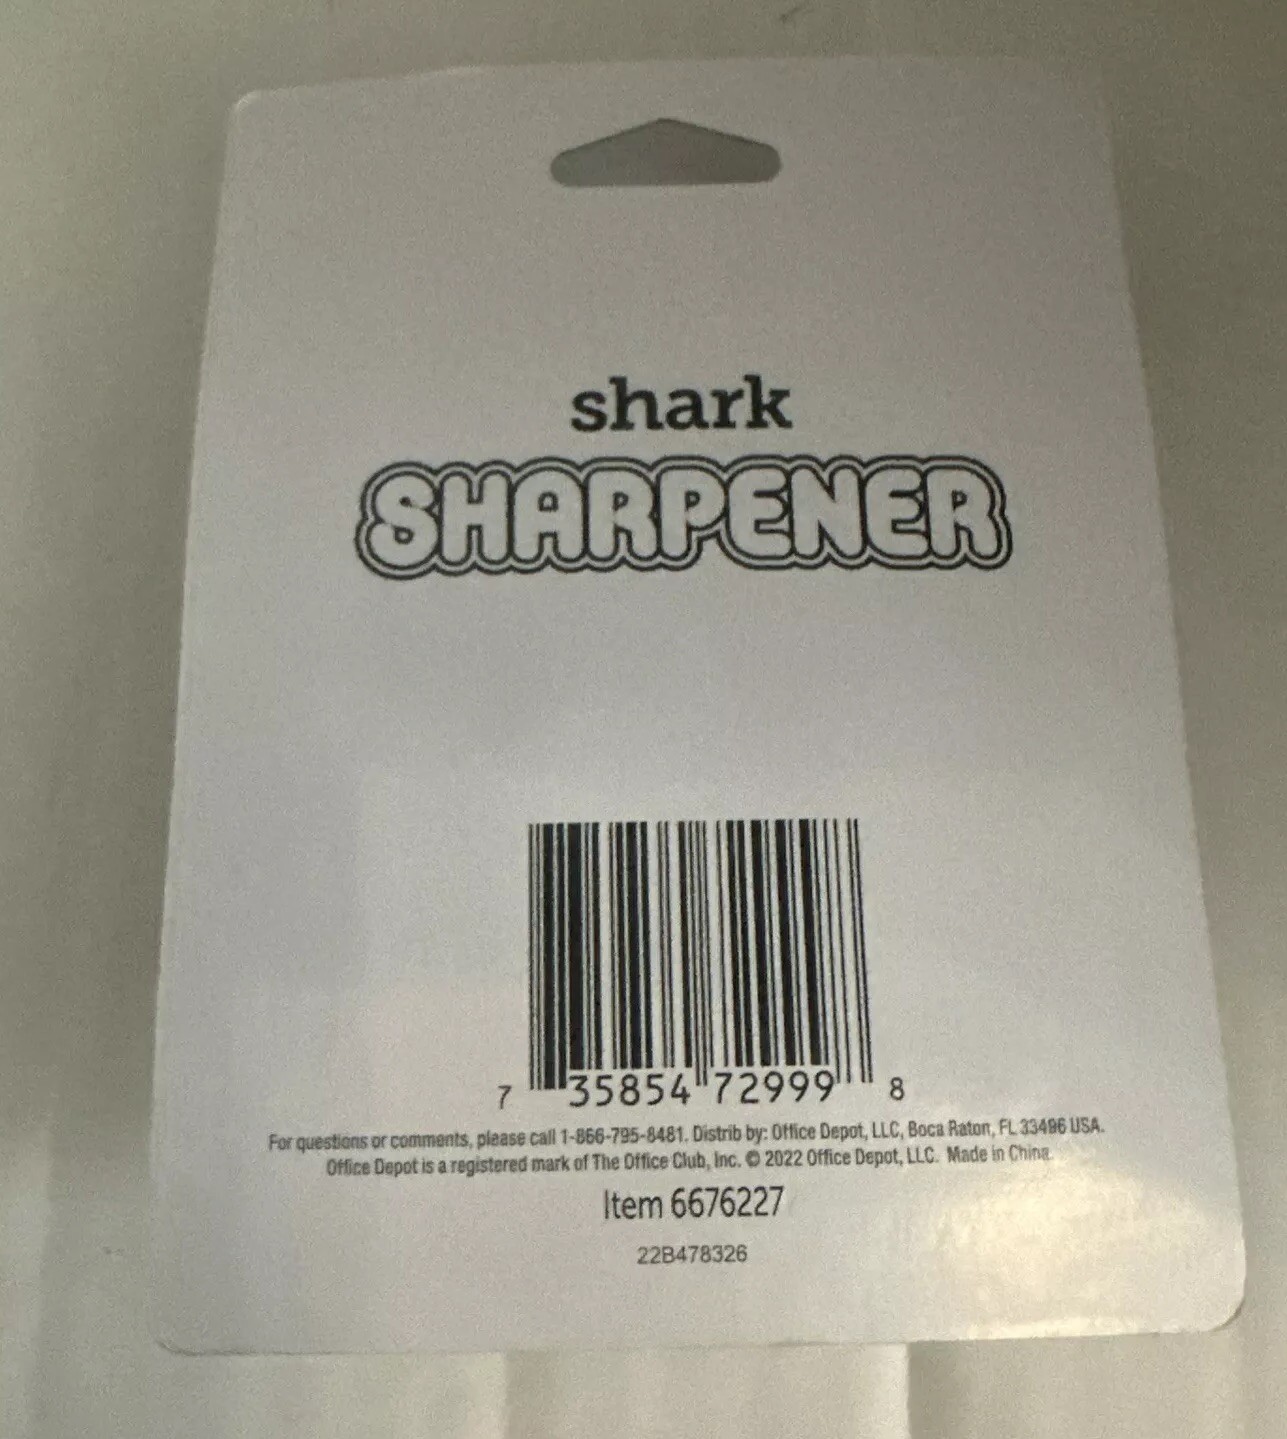 shark
SHARPENER
7 35854 72999 8
For questions or comments, please call 1-866-795-8481. Distrib by: Office Depot, LLC, Boca Raton, FL 33496 USA.
Office Depot is a registered mark of The Office Club, Inc. © 2022 Office Depot, LLC. Made in China.
Item 6676227
22B478326